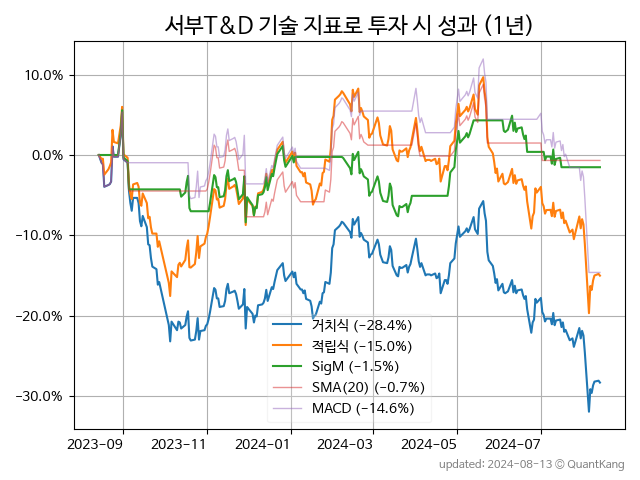 서부T&D 기술 지표로 투자 시 성과 (1년)
10.0%
0.0%
−10.0%
−20.0%
−30.0%
거치식 (−28.4%)
적립식 (−15.0%)
SigM (−1.5%)
SMA(20) (−0.7%)
MACD (−14.6%)
2023−09 2023−11 2024−01 2024−03 2024−05 2024−07
updated: 2024−08−13 © QuantKang